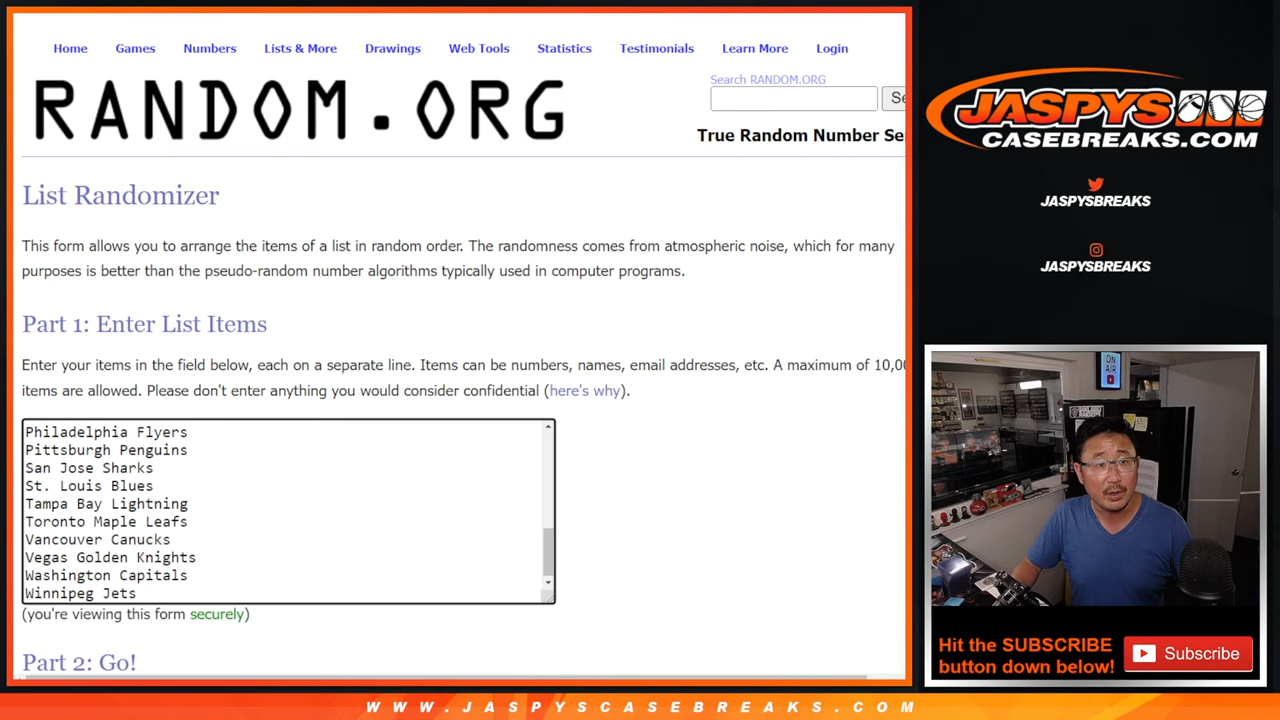 Home Games Numbers Lists & More Drawings Web Tools Statistics Testimonials Learn More Login
RANDOM.ORG
Search RANDOM.ORG
Se
True Random Number Se
List Randomizer
This form allows you to arrange the items of a list in random order. The randomness comes from atmospheric noise, which for many
purposes is better than the pseudo-random number algorithms typically used in computer programs.
Part 1: Enter List Items
Enter your items in the field below, each on a separate line. Items can be numbers, names, email addresses, etc. A maximum of 10,00
items are allowed. Please don't enter anything you would consider confidential (here's why).
Philadelphia Flyers
Pittsburgh Penguins
San Jose Sharks
St. Louis Blues
Tampa Bay Lightning
Toronto Maple Leafs
Vancouver Canucks
Vegas Golden Knights
Washington Capitals
Winnipeg Jets
(you're viewing this form securely)
Part 2: Go!
JASPYS
CASEBREAKS.COM
JASPYSBREAKS
JASPYSBREAKS
ON
AIR
Hit the SUBSCRIBE
button down below!
Subscribe
WWW.JASPYSCASEBREAKS.COM